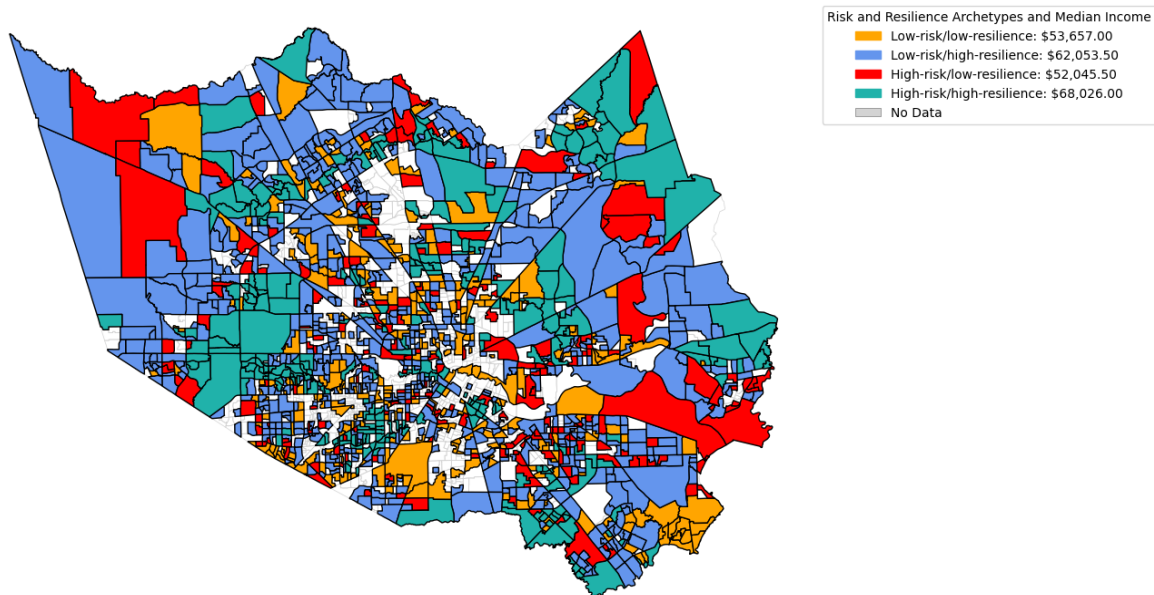 Risk and Resilience Archetypes and Median Income
Low-risk/low-resilience: $53,657.00
Low-risk/high-resilience: $62,053.50
High-risk/low-resilience: $52,045.50
High-risk/high-resilience: $68,026.00
No Data